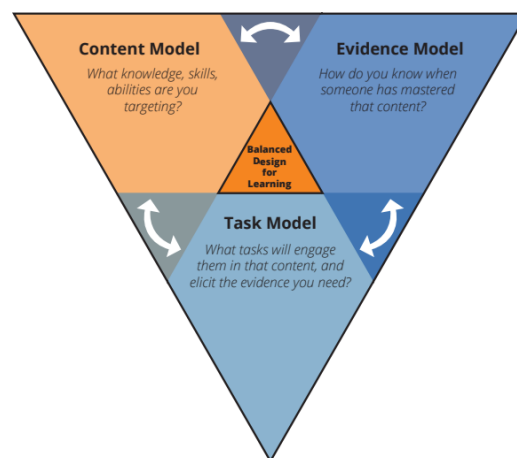 Content Model
What knowledge, skills,
abilities are you
targeting?
Evidence Model
How do you know when
someone has mastered
that content?
Balanced
Design
for
Learning
Task Model
What tasks will engage
them in that content, and
elicit the evidence you need?